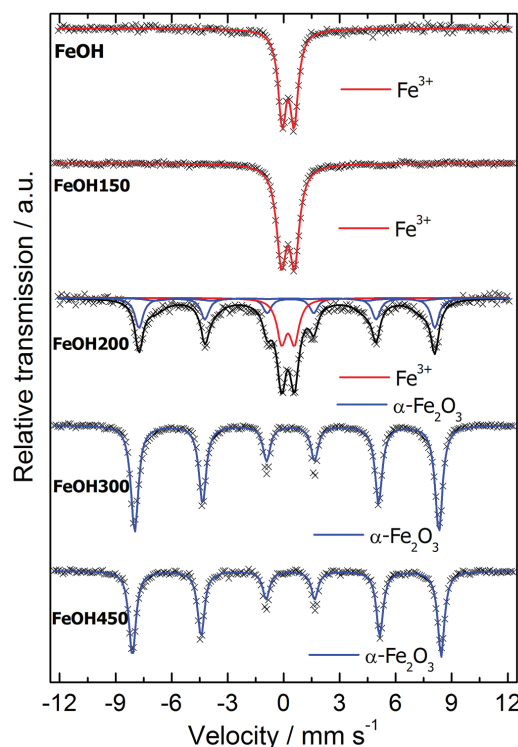 FeOH
Fe³⁺
FeOH150
Fe³⁺
FeOH200
Fe³⁺
α-Fe₂O₃
FeOH300
α-Fe₂O₃
FeOH450
α-Fe₂O₃
-12 -9 -6 -3 0 3 6 9 12
Velocity / mm s⁻¹
Relative transmission / a.u.